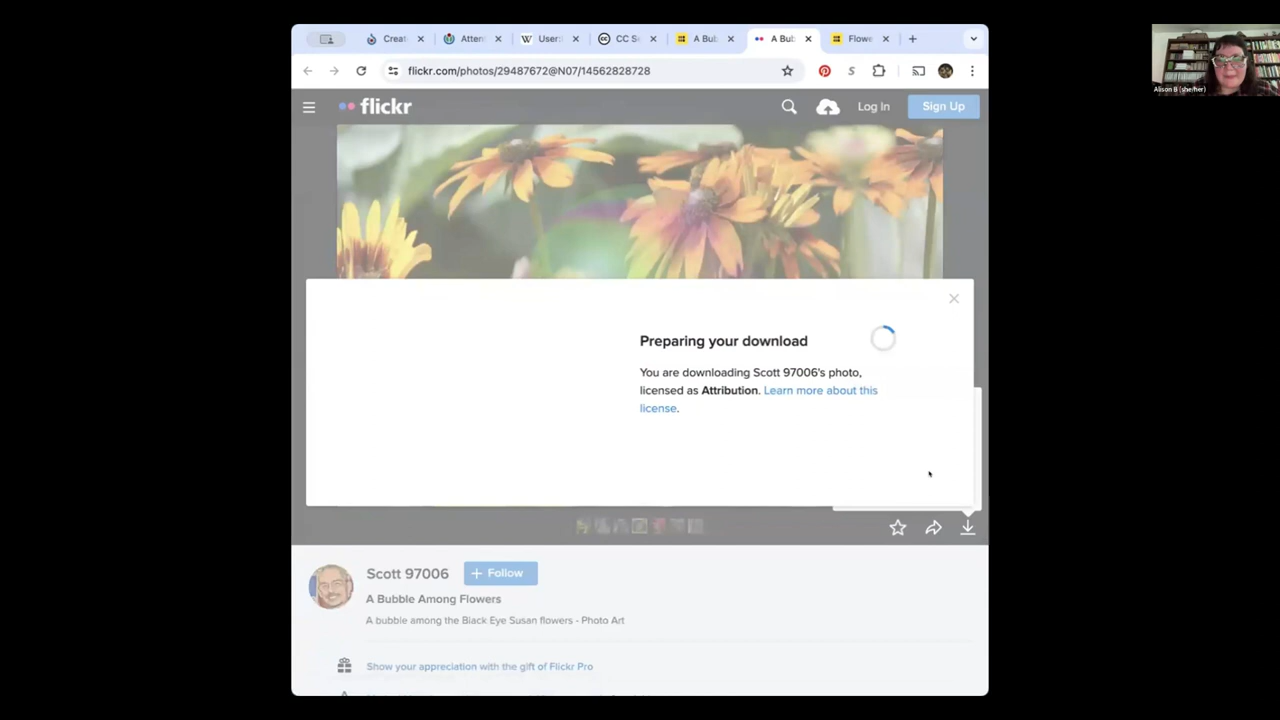 Creat
Atten
User:
CC S
A Bub
A Bub
Flowe
flickr.com/photos/29487672@N07/14562828728
flickr
Log In
Sign Up
Alison B (she/her)
Preparing your download
You are downloading Scott 97006's photo,
licensed as Attribution. Learn more about this
license.
Scott 97006
+ Follow
A Bubble Among Flowers
A bubble among the Black Eye Susan flowers - Photo Art
Show your appreciation with the gift of Flickr Pro